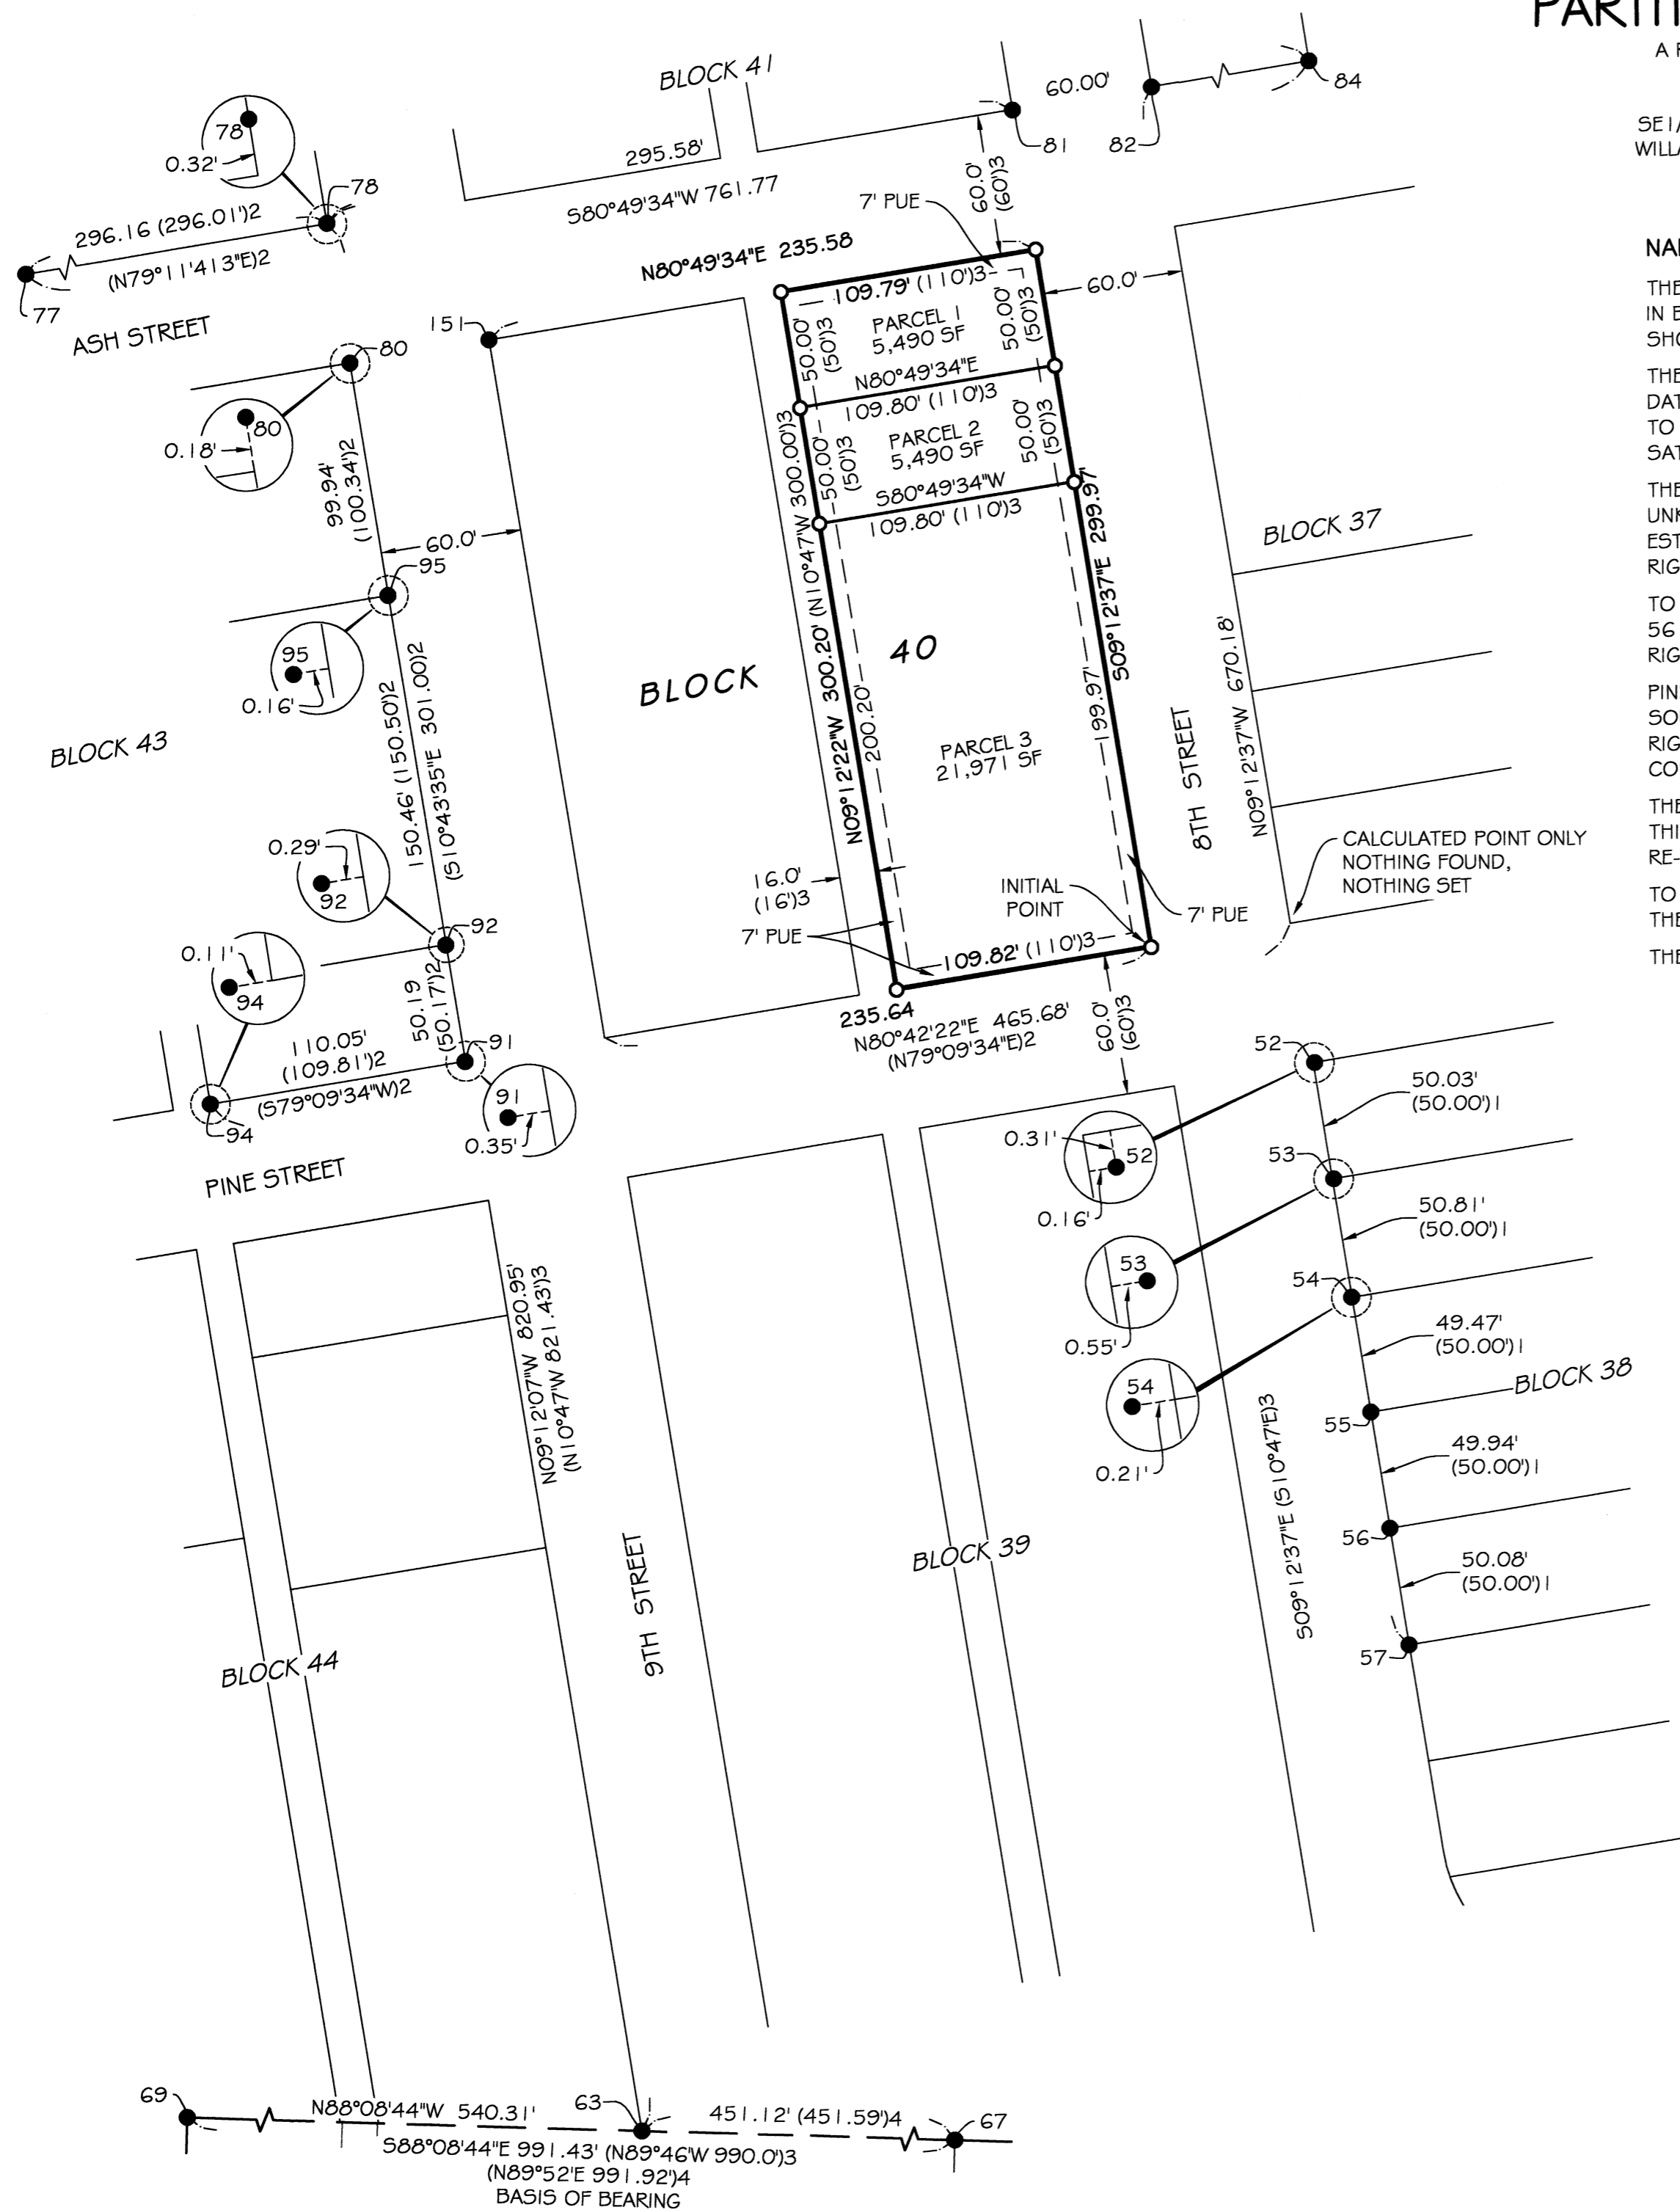 PARTI
A
SE1/
WILLA
BLOCK 41
60.00'
84
81
82
295.58'
S80°49'34"W 761.77
60.0'
(60')3
7' PUE
78
0.32'
78
296.16 (296.01')2
(N79°11'413"E)2
77
ASH STREET
N80°49'34"E 235.58
109.79' (110')3
60.0'
PARCEL 1
5,490 SF
50.00'
(50')3
50.00'
(50')3
N80°49'34"E
109.80' (110')3
PARCEL 2
5,490 SF
50.00'
(50')3
50.00'
(50')3
S80°49'34"W
109.80' (110')3
151
80
80
0.18'
99.94'
(100.34')2
60.0'
95
95
0.16'
BLOCK 37
BLOCK 40
BLOCK 43
N09°12'22"W 300.20' (N10°47'W 300.00')3
200.20'
S09°12'37"E 299.97'
199.97'
PARCEL 3
21,971 SF
8TH STREET
N09°12'37"W 670.18'
150.46' (150.50')2
(S10°43'35"E 301.00')2
0.29'
92
92
CALCULATED POINT ONLY
NOTHING FOUND,
NOTHING SET
16.0'
(16')3
INITIAL
POINT
7' PUE
7' PUE
109.82' (110')3
0.11'
94
50.19
(50.17')2
110.05'
(109.81')2
(S79°09'34"W)2
91
94
91
0.35'
235.64
N80°42'22"E 465.68'
(N79°09'34"E)2
60.0'
(60')3
PINE STREET
52
50.03'
(50.00')1
0.31'
52
0.16'
53
50.81'
(50.00')1
53
0.55'
54
49.47'
(50.00')1
54
0.21'
BLOCK 38
55
49.94'
(50.00')1
56
50.08'
(50.00')1
57
N09°12'07"W 820.95'
(N10°47'W 821.43')3
S09°12'37"E (S10°47'E)3
BLOCK 39
9TH STREET
BLOCK 44
69
N88°08'44"W 540.31'
63
451.12' (451.59')4
67
S88°08'44"E 991.43' (N89°46'W 990.0')3
(N89°52'E 991.92')4
BASIS OF BEARING
NAR
THE
IN B
SHO
THE
DAT
TO
SAT
THE
UNK
EST
RIG
TO
56
RIG
PIN
SO
RIG
CO
THE
THI
RE-
TO
THE
THE